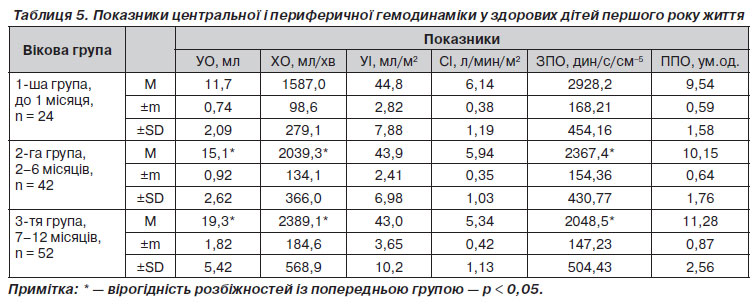 Таблиця 5. Показники центральної і периферичної гемодинаміки у здорових дітей першого року життя
Вікова група Показники
УО, мл ХО, мл/хв УІ, мл/м² СІ, л/мин/м² ЗПО, дин/с/см⁻⁵ ППО, ум.од.
1-ша група, М 11,7 1587,0 44,8 6,14 2928,2 9,54
до 1 місяця, ±m 0,74 98,6 2,82 0,38 168,21 0,59
n = 24 ±SD 2,09 279,1 7,88 1,19 454,16 1,58
2-га група, М 15,1* 2039,3* 43,9 5,94 2367,4* 10,15
2–6 місяців, ±m 0,92 134,1 2,41 0,35 154,36 0,64
n = 42 ±SD 2,62 366,0 6,98 1,03 430,77 1,76
3-тя група, М 19,3* 2389,1* 43,0 5,34 2048,5* 11,28
7–12 місяців, ±m 1,82 184,6 3,65 0,42 147,23 0,87
n = 52 ±SD 5,42 568,9 10,2 1,13 504,43 2,56
Примітка: * — вірогідність розбіжностей із попередньою групою — р < 0,05.